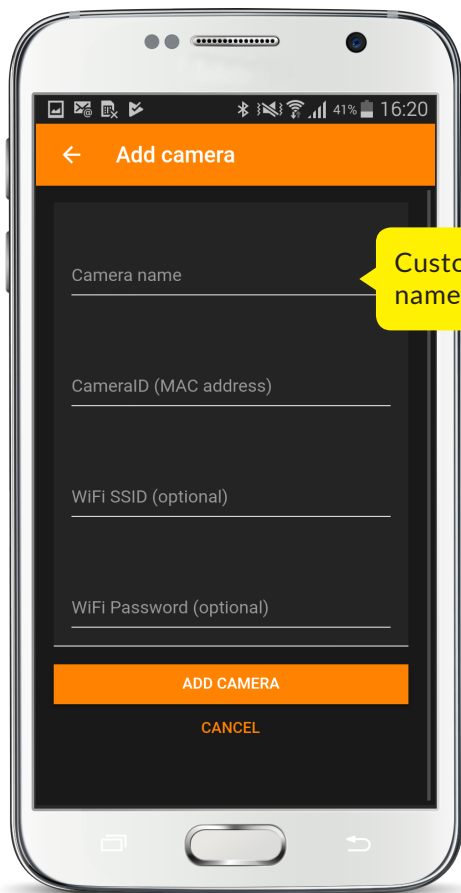 41% 16:20
Add camera
Camera name
name
CameraID (MAC address)
WiFi SSID (optional)
WiFi Password (optional)
ADD CAMERA
CANCEL